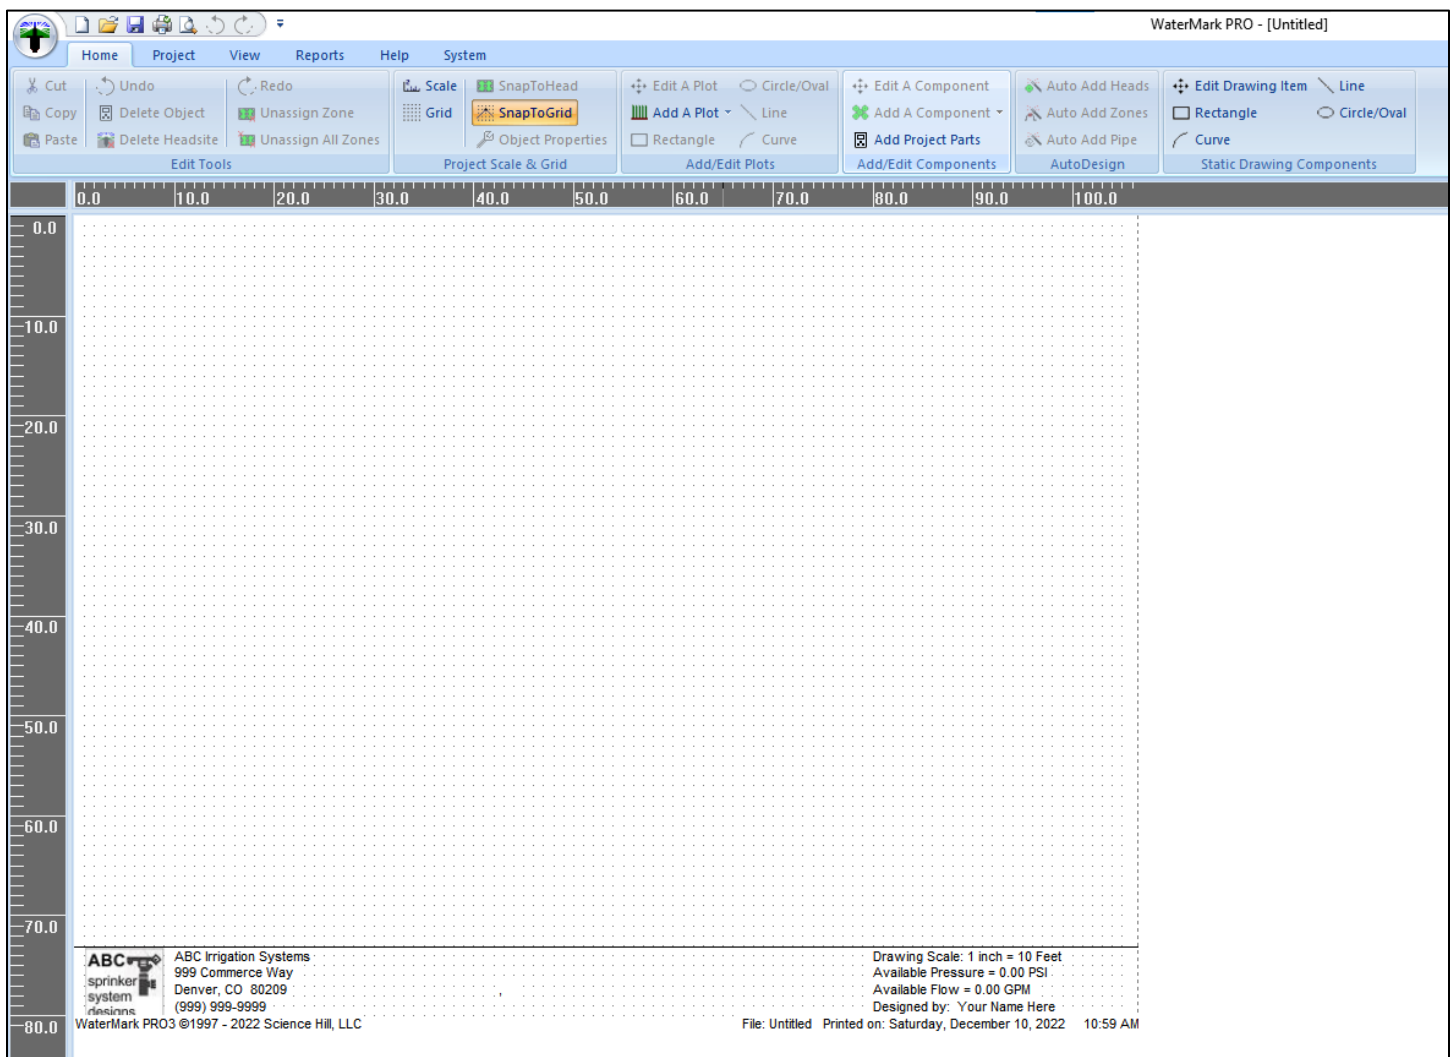 WaterMark PRO - [Untitled]
Home Project View Reports Help System
Cut Undo Redo Scale SnapToHead Edit A Plot Circle/Oval Edit A Component Auto Add Heads Edit Drawing Item Line
Copy Delete Object Unassign Zone Grid SnapToGrid Add A Plot Line Add A Component Auto Add Zones Rectangle Circle/Oval
Paste Delete Headsite Unassign All Zones Object Properties Rectangle Curve Add Project Parts Auto Add Pipe Curve
Edit Tools Project Scale & Grid Add/Edit Plots Add/Edit Components AutoDesign Static Drawing Components
0.0 10.0 20.0 30.0 40.0 50.0 60.0 70.0 80.0 90.0 100.0
0.0
10.0
20.0
30.0
40.0
50.0
60.0
70.0
ABC
sprinker
system
designs
ABC Irrigation Systems
999 Commerce Way
Denver, CO 80209
(999) 999-9999
,
Drawing Scale: 1 inch = 10 Feet
Available Pressure = 0.00 PSI
Available Flow = 0.00 GPM
Designed by: Your Name Here
80.0
WaterMark PRO3 ©1997 - 2022 Science Hill, LLC
File: Untitled Printed on: Saturday, December 10, 2022 10:59 AM